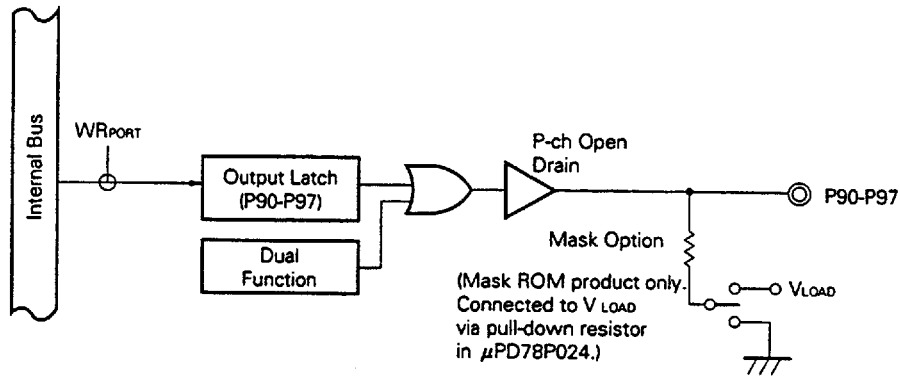 Internal Bus
WRPORT
Output Latch
(P90-P97)
Dual
Function
P-ch Open
Drain
P90-P97
Mask Option
(Mask ROM product only.
Connected to V LOAD
via pull-down resistor
in μPD78P024.)
VLOAD